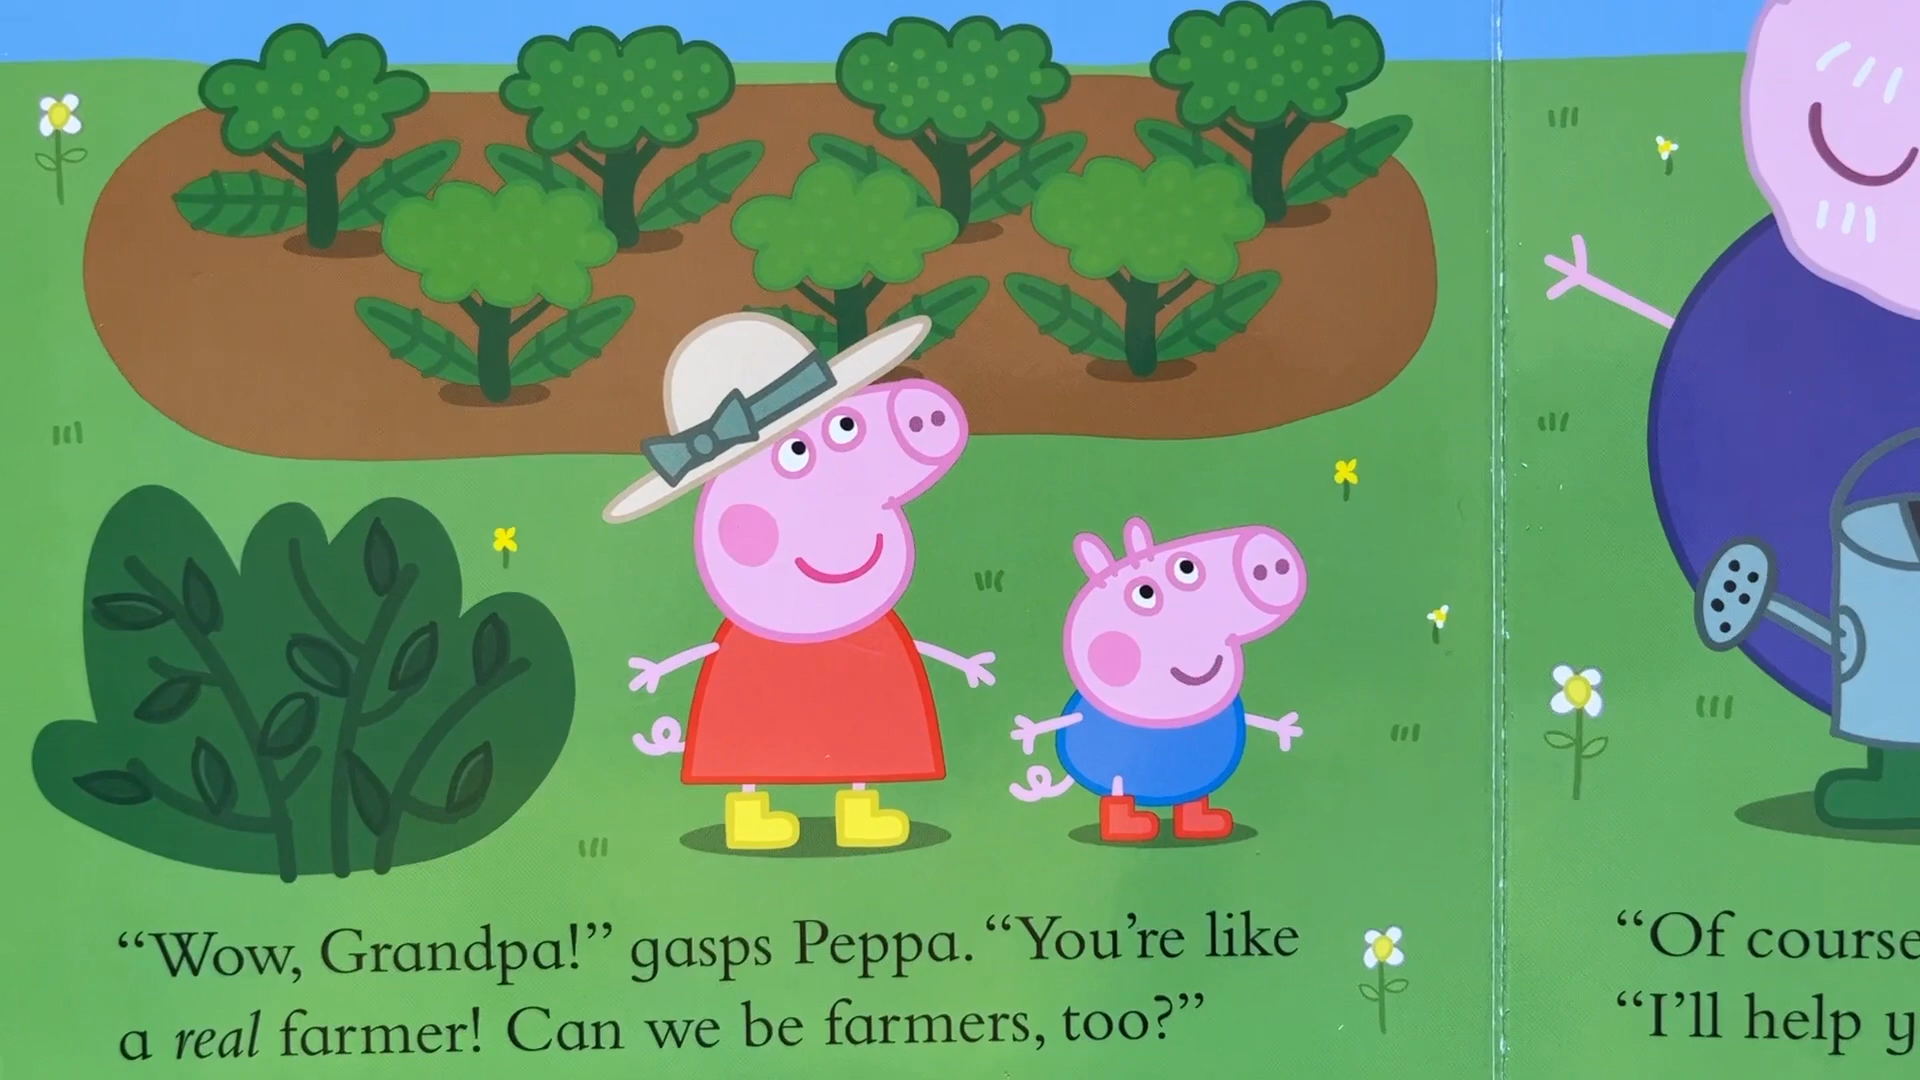 “Wow, Grandpa!” gasps Peppa. “You’re like
a real farmer! Can we be farmers, too?”
“Of course
“I’ll help